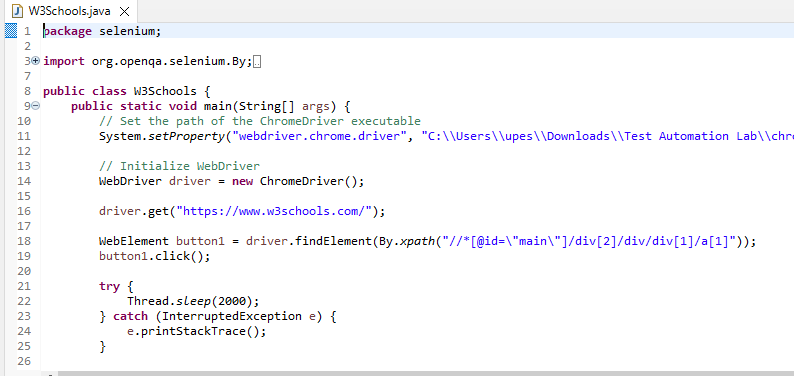 W3Schools.java
1 package selenium;
2
3 import org.openqa.selenium.By;
7
8 public class W3Schools {
9 public static void main(String[] args) {
10 // Set the path of the ChromeDriver executable
11 System.setProperty("webdriver.chrome.driver", "C:\\Users\\upes\\Downloads\\Test Automation Lab\\chr
12
13 // Initialize WebDriver
14 WebDriver driver = new ChromeDriver();
15
16 driver.get("https://www.w3schools.com/");
17
18 WebElement button1 = driver.findElement(By.xpath("//*[@id=\"main\"]/div[2]/div/div[1]/a[1]"));
19 button1.click();
20
21 try {
22 Thread.sleep(2000);
23 } catch (InterruptedException e) {
24 e.printStackTrace();
25 }
26